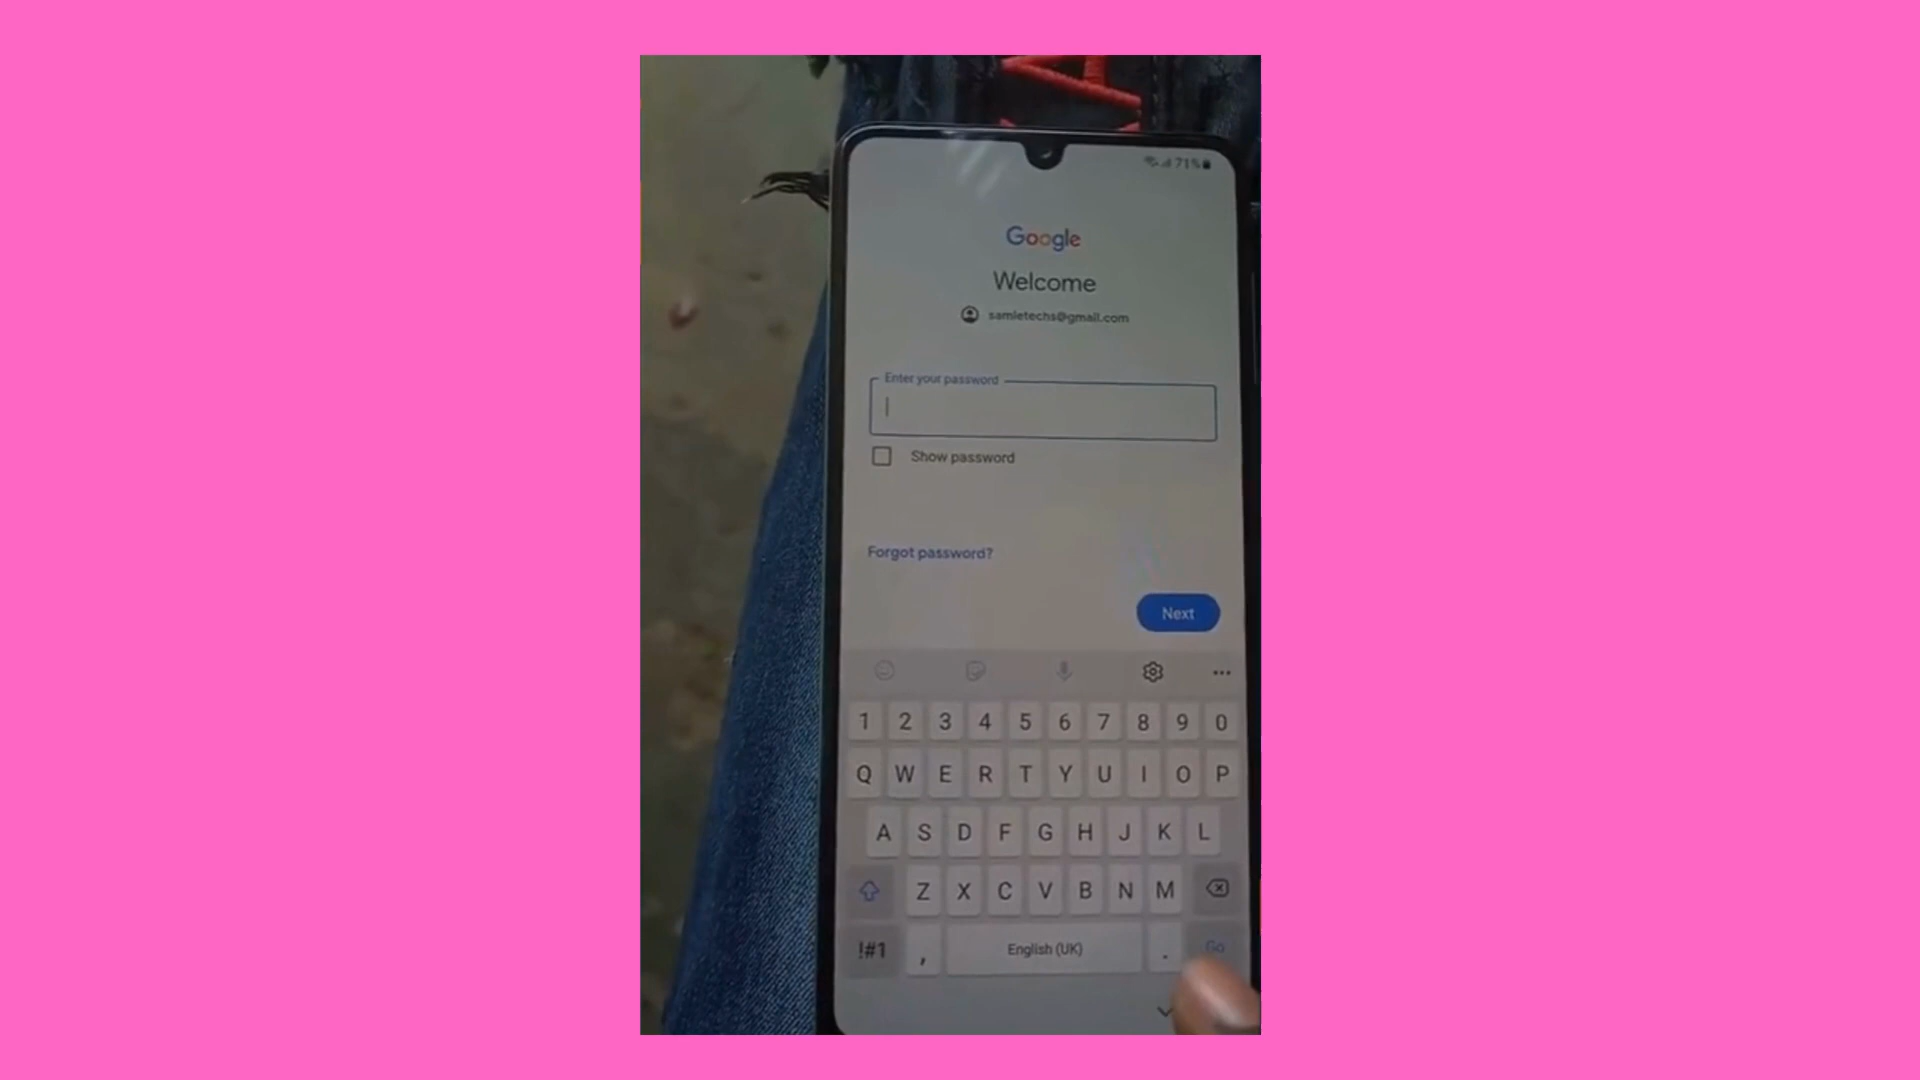 71%
Google
Welcome
samietechs@gmail.com
Enter your password
Show password
Forgot password?
Next
1 2 3 4 5 6 7 8 9 0
Q W E R T Y U I O P
A S D F G H J K L
Z X C V B N M
!#1 , English (UK) . Go